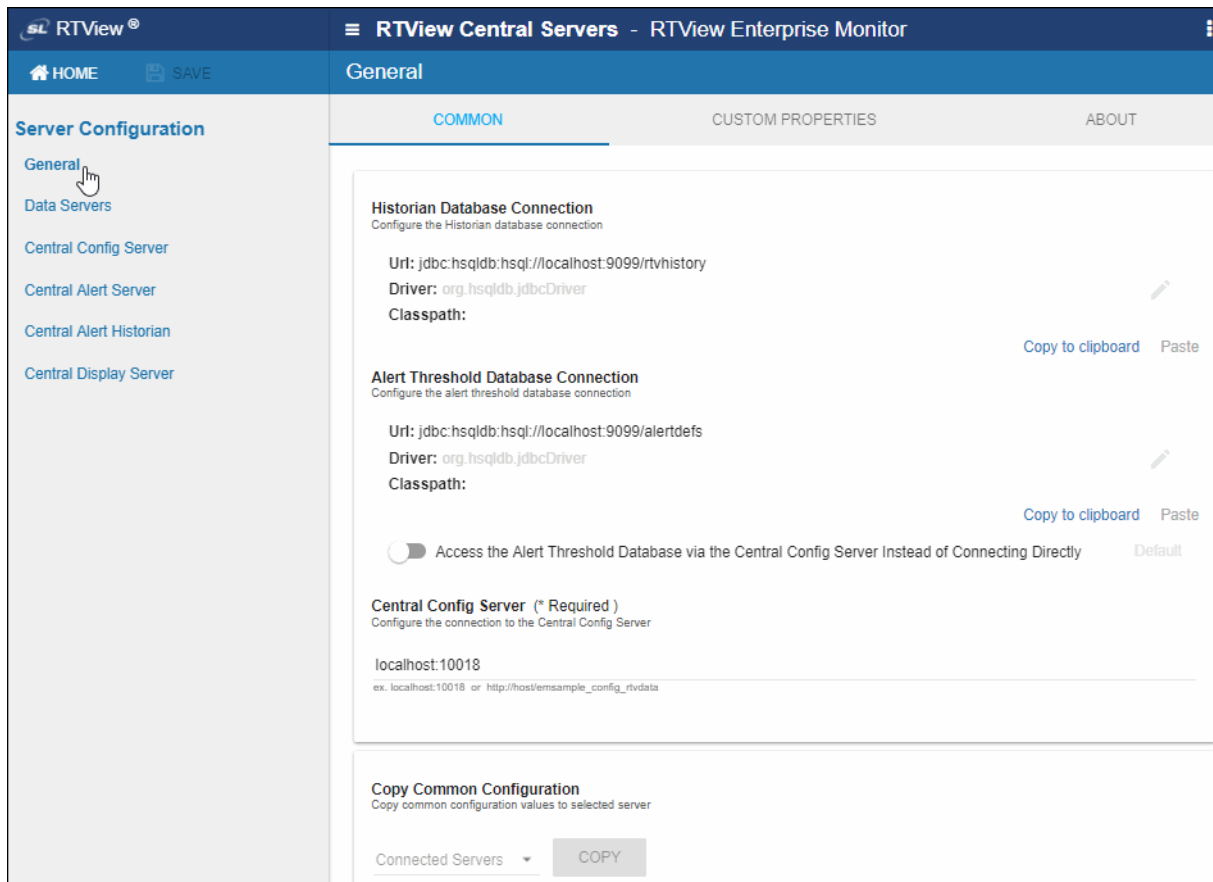 SL RTView ®
≡ RTView Central Servers - RTView Enterprise Monitor
HOME SAVE
General
Server Configuration
General
Data Servers
Central Config Server
Central Alert Server
Central Alert Historian
Central Display Server
COMMON CUSTOM PROPERTIES ABOUT
Historian Database Connection
Configure the Historian database connection
Url: jdbc:hsqldb:hsql://localhost:9099/rtvhistory
Driver: org.hsqldb.jdbcDriver
Classpath:
Copy to clipboard Paste
Alert Threshold Database Connection
Configure the alert threshold database connection
Url: jdbc:hsqldb:hsql://localhost:9099/alertdefs
Driver: org.hsqldb.jdbcDriver
Classpath:
Copy to clipboard Paste
Access the Alert Threshold Database via the Central Config Server Instead of Connecting Directly Default
Central Config Server (* Required )
Configure the connection to the Central Config Server
localhost:10018
ex. localhost:10018 or http://host/emsample_config_rtvdata
Copy Common Configuration
Copy common configuration values to selected server
Connected Servers COPY